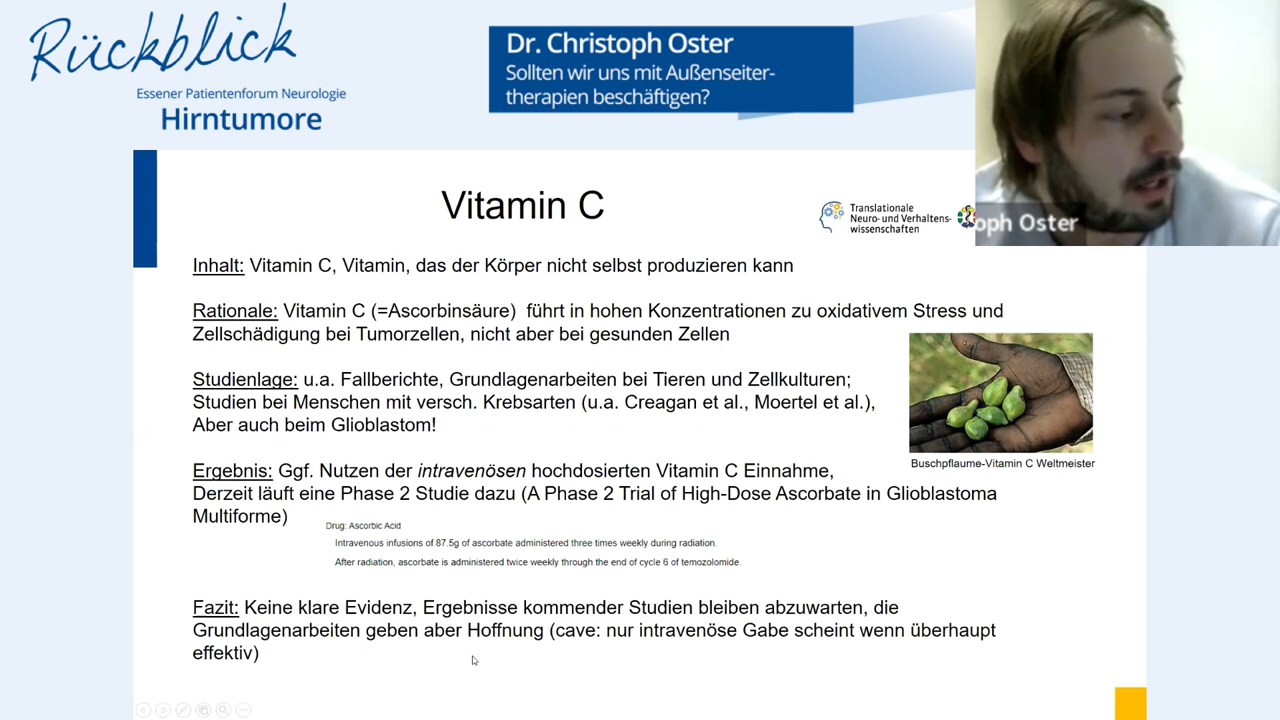 Rückblick
Essener Patientenforum Neurologie
Hirntumore
Dr. Christoph Oster
Sollten wir uns mit Außenseiter-
therapien beschäftigen?
Vitamin C
Translationale
Neuro- und Verhaltens-
wissenschaften
oph Oster
Inhalt: Vitamin C, Vitamin, das der Körper nicht selbst produzieren kann
Rationale: Vitamin C (=Ascorbinsäure)  führt in hohen Konzentrationen zu oxidativem Stress und
Zellschädigung bei Tumorzellen, nicht aber bei gesunden Zellen
Studienlage: u.a. Fallberichte, Grundlagenarbeiten bei Tieren und Zellkulturen;
Studien bei Menschen mit versch. Krebsarten (u.a. Creagan et al., Moertel et al.),
Aber auch beim Glioblastom!
Buschpflaume-Vitamin C Weltmeister
Ergebnis: Ggf. Nutzen der intravenösen hochdosierten Vitamin C Einnahme,
Derzeit läuft eine Phase 2 Studie dazu (A Phase 2 Trial of High-Dose Ascorbate in Glioblastoma
Multiforme)
Drug: Ascorbic Acid
Intravenous infusions of 87.5g of ascorbate administered three times weekly during radiation.
After radiation, ascorbate is administered twice weekly through the end of cycle 6 of temozolomide.
Fazit: Keine klare Evidenz, Ergebnisse kommender Studien bleiben abzuwarten, die
Grundlagenarbeiten geben aber Hoffnung (cave: nur intravenöse Gabe scheint wenn überhaupt
effektiv)